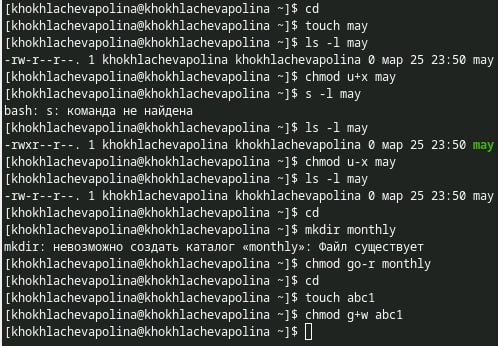 [khokhlachevapolina@khokhlachevapolina ~]$ cd
[khokhlachevapolina@khokhlachevapolina ~]$ touch may
[khokhlachevapolina@khokhlachevapolina ~]$ ls -l may
-rw-r--r--. 1 khokhlachevapolina khokhlachevapolina 0 мар 25 23:50 may
[khokhlachevapolina@khokhlachevapolina ~]$ chmod u+x may
[khokhlachevapolina@khokhlachevapolina ~]$ s -l may
bash: s: команда не найдена
[khokhlachevapolina@khokhlachevapolina ~]$ ls -l may
-rwxr--r--. 1 khokhlachevapolina khokhlachevapolina 0 мар 25 23:50 may
[khokhlachevapolina@khokhlachevapolina ~]$ chmod u-x may
[khokhlachevapolina@khokhlachevapolina ~]$ ls -l may
-rw-r--r--. 1 khokhlachevapolina khokhlachevapolina 0 мар 25 23:50 may
[khokhlachevapolina@khokhlachevapolina ~]$ cd
[khokhlachevapolina@khokhlachevapolina ~]$ mkdir monthly
mkdir: невозможно создать каталог «monthly»: Файл существует
[khokhlachevapolina@khokhlachevapolina ~]$ chmod go-r monthly
[khokhlachevapolina@khokhlachevapolina ~]$ cd
[khokhlachevapolina@khokhlachevapolina ~]$ touch abc1
[khokhlachevapolina@khokhlachevapolina ~]$ chmod g+w abc1
[khokhlachevapolina@khokhlachevapolina ~]$